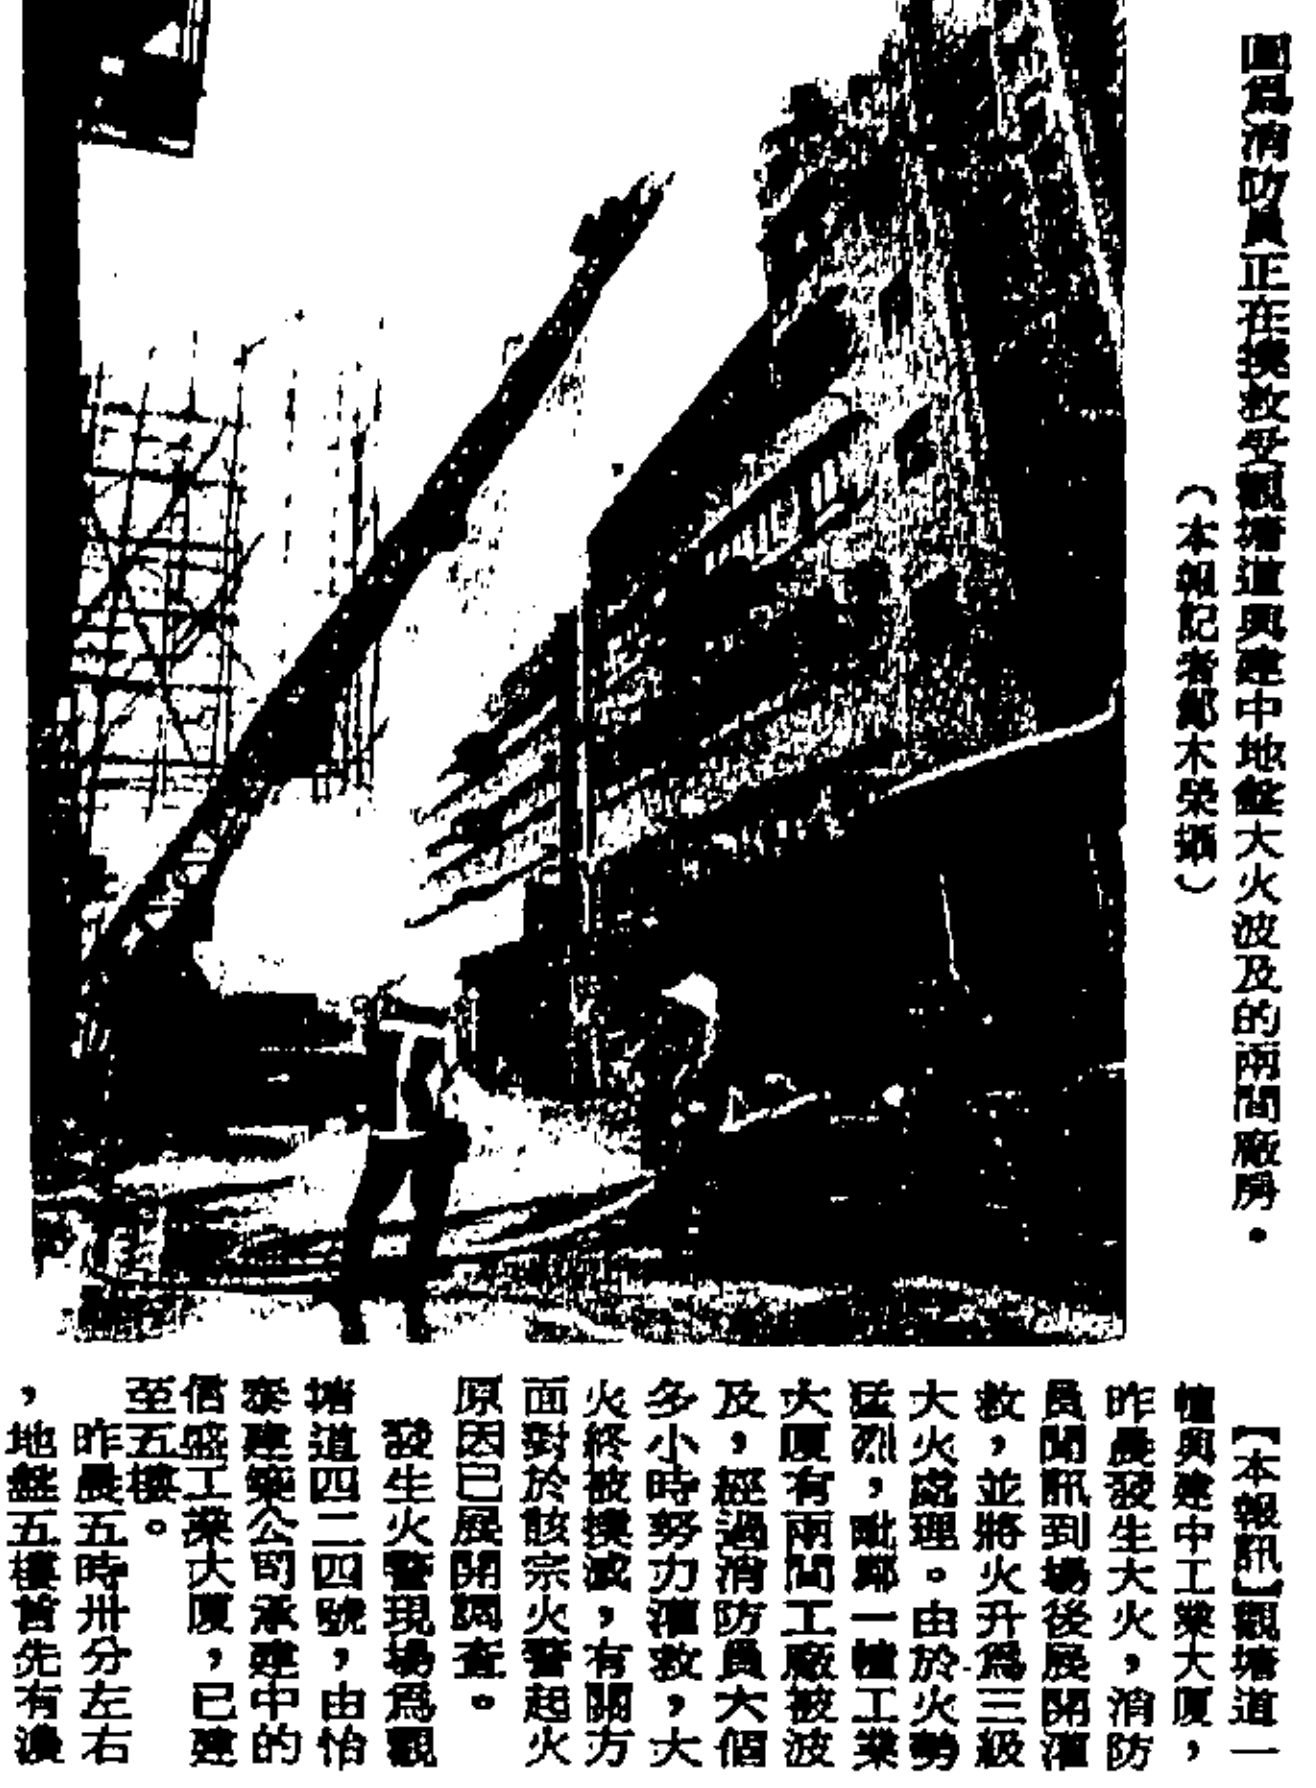 圖爲消防員正在撲救受觀塘道興建中地盤大火波及的兩間廠房。
（本報記者鄭木榮攝）
【本報訊】觀塘道一
幢興建中工業大厦，
昨晨發生大火，消防
員聞訊到場後展開灌
救，並將火升爲三級
大火處理。由於火勢
猛烈，毗鄰一幢工業
大厦有兩間工廠被波
及，經過消防員六個
多小時努力灌救，大
火終被撲滅，有關方
面對於該宗火警起火
原因已展開調查。
發生火警現場爲觀
塘道四二四號，由怡
泰建築公司承建中的
信盛工業大厦，已建
至五樓。
昨晨五時卅分左右
，地盤五樓首先有濃